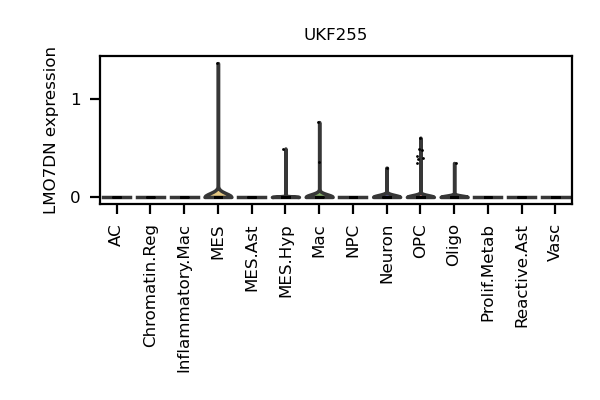 UKF255
LMO7DN expression
1
0
AC
Chromatin.Reg
Inflammatory.Mac
MES
MES.Ast
MES.Hyp
Mac
NPC
Neuron
OPC
Oligo
Prolif.Metab
Reactive.Ast
Vasc